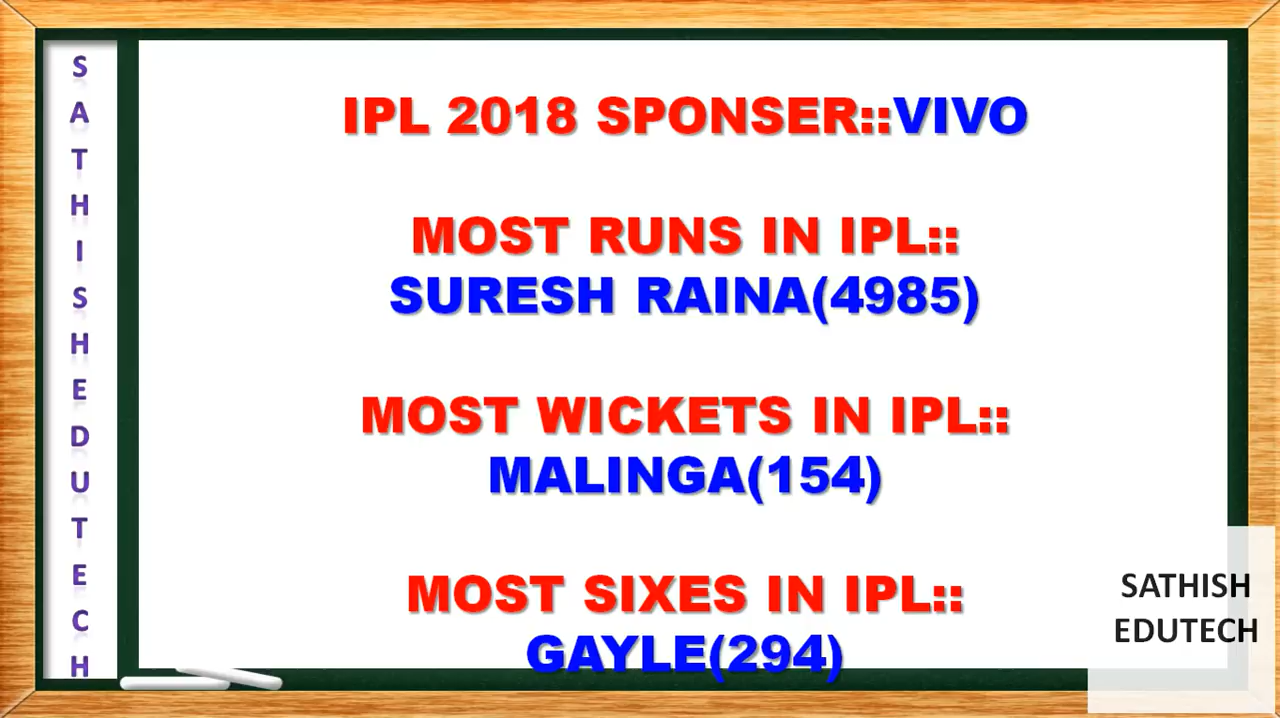 SATHISHEDUTECH
IPL 2018 SPONSER::VIVO
MOST RUNS IN IPL::
SURESH RAINA(4985)
MOST WICKETS IN IPL::
MALINGA(154)
MOST SIXES IN IPL::
GAYLE(294)
SATHISH
EDUTECH